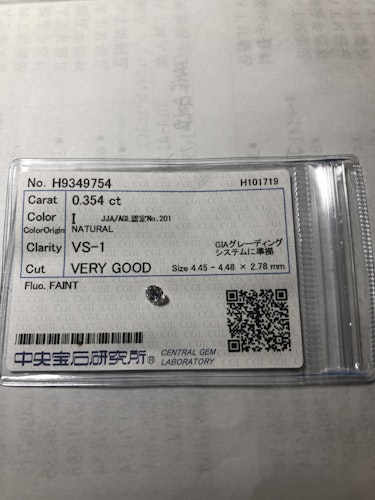 No. H9349754 H101719
Carat 0.354 ct
Color I JJA/AGL認定No.201
ColorOrigin NATURAL
Clarity VS-1 GIAグレーディング
システムに準拠
Cut VERY GOOD Size 4.45 - 4.48 × 2.78 mm
Fluo. FAINT
中央宝石研究所® CENTRAL GEM
LABORATORY